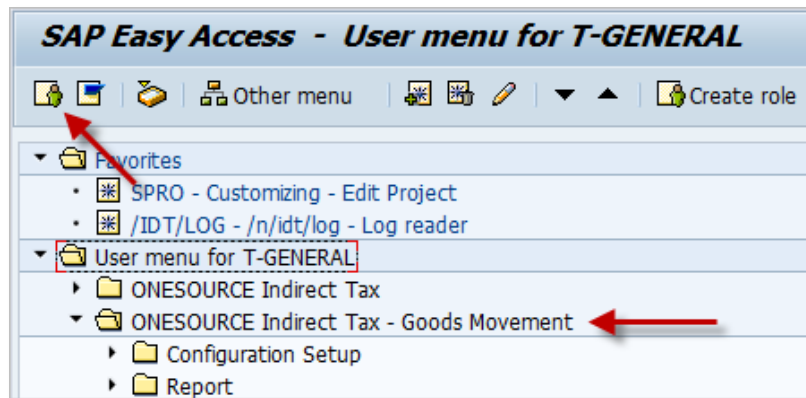 SAP Easy Access - User menu for T-GENERAL
Other menu Create role
Favorites
SPRO - Customizing - Edit Project
/IDT/LOG - /n/idt/log - Log reader
User menu for T-GENERAL
ONESOURCE Indirect Tax
ONESOURCE Indirect Tax - Goods Movement
Configuration Setup
Report